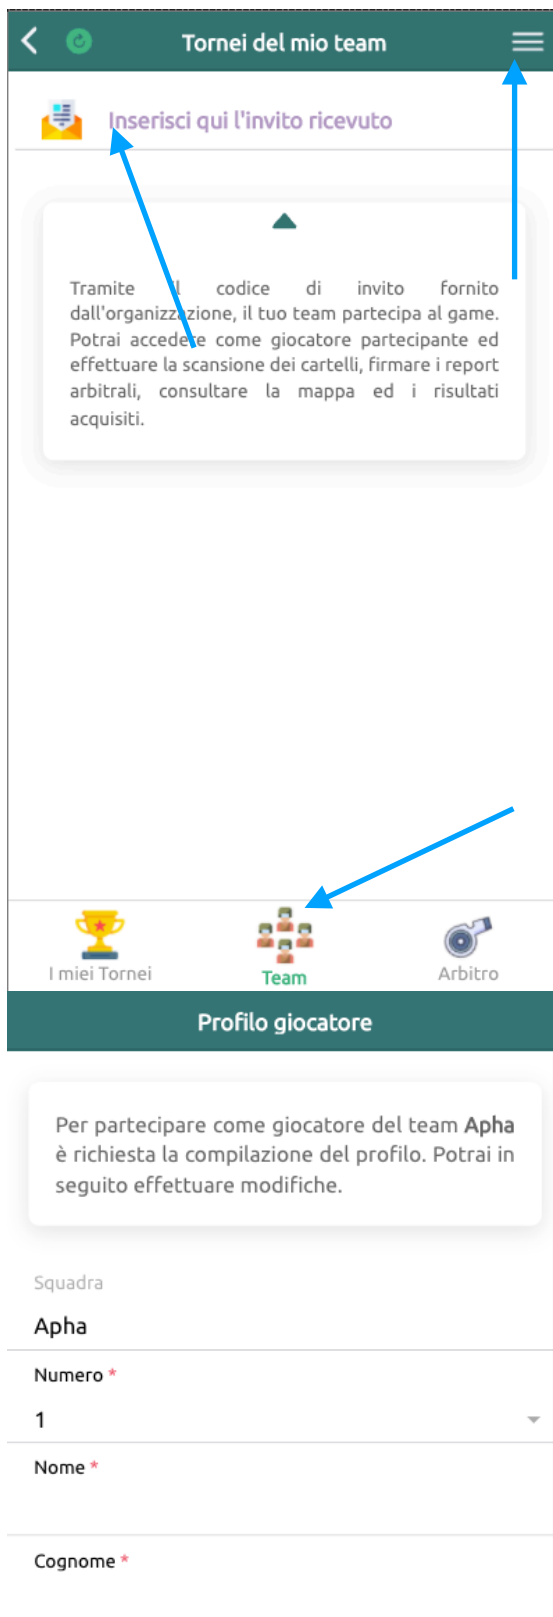 Tornei del mio team
Inserisci qui l'invito ricevuto
Tramite il codice di invito fornito
dall'organizzazione, il tuo team partecipa al game.
Potrai accedere come giocatore partecipante ed
effettuare la scansione dei cartelli, firmare i report
arbitrali, consultare la mappa ed i risultati
acquisiti.
I miei Tornei
Team
Arbitro
Profilo giocatore
Per partecipare come giocatore del team Apha
è richiesta la compilazione del profilo. Potrai in
seguito effettuare modifiche.
Squadra
Apha
Numero *
1
Nome *
Cognome *